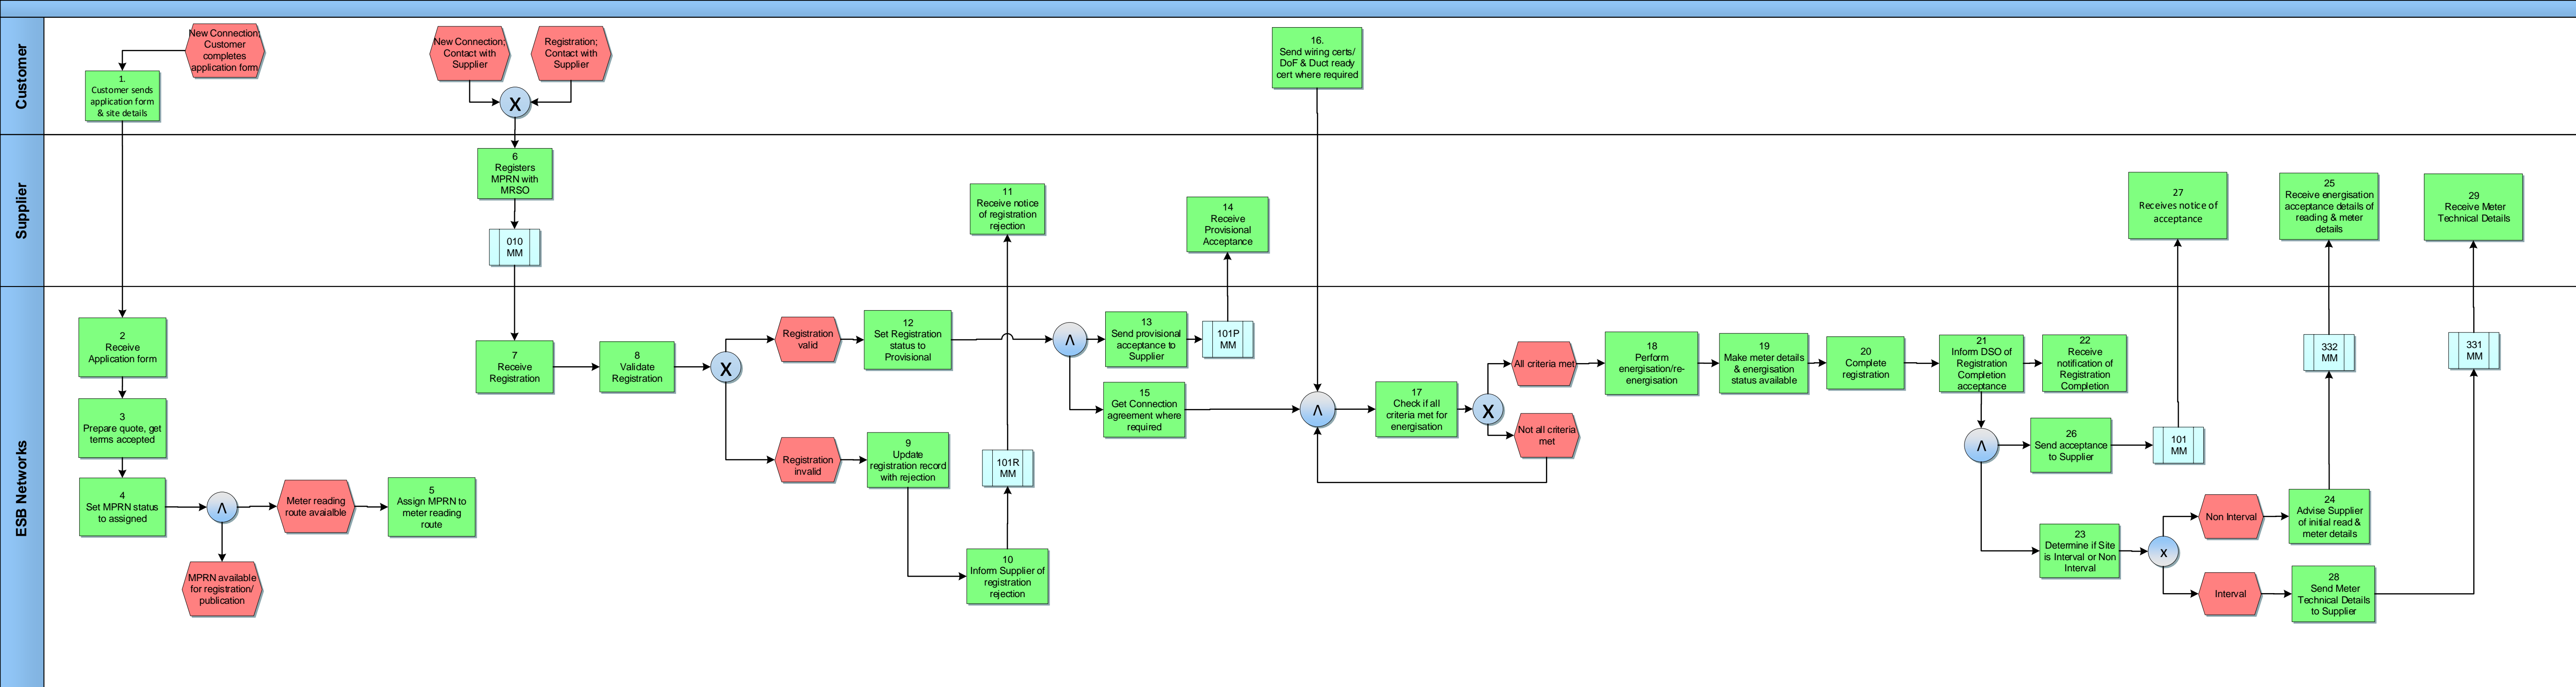 Customer
New Connection;
Customer
completes
application form
1.
Customer sends
application form
& site details
New Connection;
Contact with
Supplier
Registration;
Contact with
Supplier
X
16.
Send wiring certs/
DoF & Duct ready
cert where required
Supplier
6
Registers
MPRN with
MRSO
010
MM
11
Receive notice
of registration
rejection
14
Receive
Provisional
Acceptance
27
Receives notice of
acceptance
25
Receive energisation
acceptance details of
reading & meter
details
29
Receive Meter
Technical Details
ESB Networks
2
Receive
Application form
3
Prepare quote, get
terms accepted
4
Set MPRN status
to assigned
Λ
Meter reading
route avaialble
5
Assign MPRN to
meter reading
route
MPRN available
for registration/
publication
7
Receive
Registration
8
Validate
Registration
X
Registration
valid
12
Set Registration
status to
Provisional
Registration
invalid
9
Update
registration record
with rejection
10
Inform Supplier of
registration
rejection
101R
MM
Λ
13
Send provisional
acceptance to
Supplier
101P
MM
15
Get Connection
agreement where
required
Λ
17
Check if all
criteria met for
energisation
X
All criteria met
Not all criteria
met
18
Perform
energisation/re-
energisation
19
Make meter details
& energisation
status available
20
Complete
registration
21
Inform DSO of
Registration
Completion
acceptance
22
Receive
notification of
Registration
Completion
Λ
26
Send acceptance
to Supplier
101
MM
23
Determine if Site
is Interval or Non
Interval
x
Non Interval
24
Advise Supplier
of initial read &
meter details
332
MM
Interval
28
Send Meter
Technical Details
to Supplier
331
MM